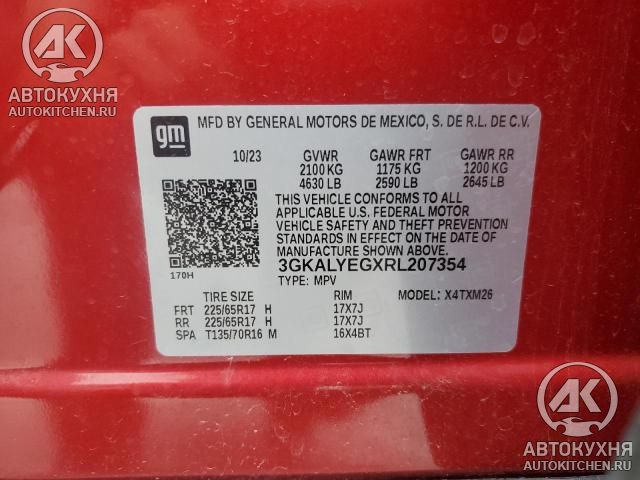 AK
АВТОКУХНЯ
AUTOKITCHEN.RU
gm
MFD BY GENERAL MOTORS DE MEXICO, S. DE R.L. DE C.V.
10/23 GVWR GAWR FRT GAWR RR
2100 KG 1175 KG 1200 KG
4630 LB 2590 LB 2645 LB
THIS VEHICLE CONFORMS TO ALL
APPLICABLE U.S. FEDERAL MOTOR
VEHICLE SAFETY AND THEFT PREVENTION
STANDARDS IN EFFECT ON THE DATE OF
MANUFACTURE SHOWN ABOVE.
170H 3GKALYEGXRL207354
TYPE: MPV MODEL: X4TXM26
TIRE SIZE RIM
FRT 225/65R17 H 17X7J
RR 225/65R17 H 17X7J
SPA T135/70R16 M 16X4BT
AK
АВТОКУХНЯ
AUTOKITCHEN.RU